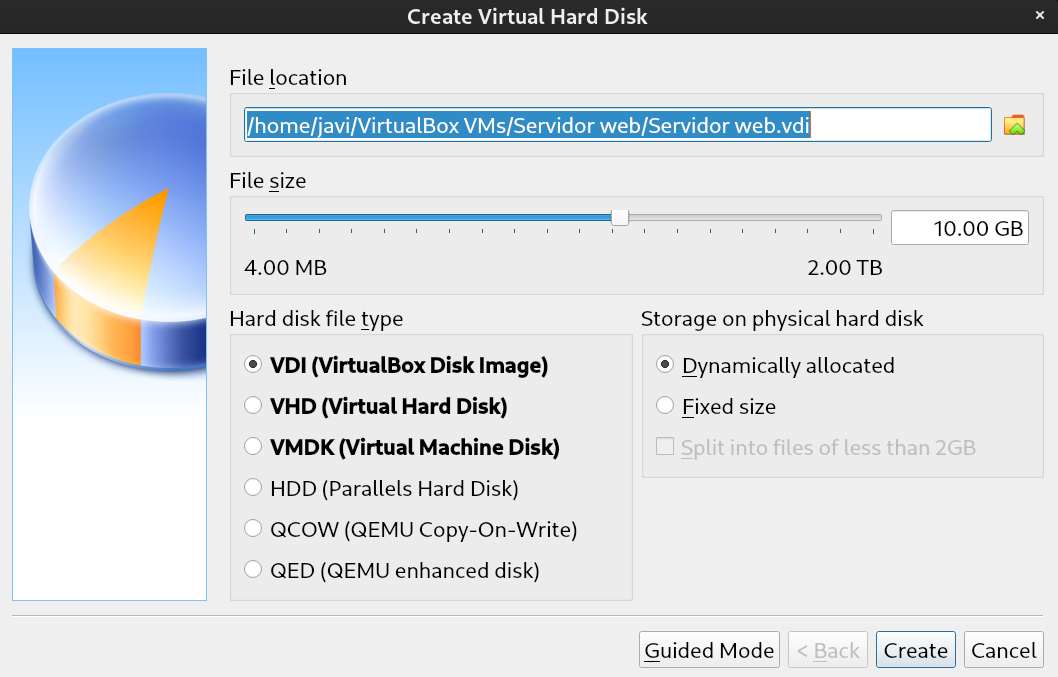 Create Virtual Hard Disk
File location
/home/javi/VirtualBox VMs/Servidor web/Servidor web.vdi
File size
10.00 GB
4.00 MB 2.00 TB
Hard disk file type
VDI (VirtualBox Disk Image)
VHD (Virtual Hard Disk)
VMDK (Virtual Machine Disk)
HDD (Parallels Hard Disk)
QCOW (QEMU Copy-On-Write)
QED (QEMU enhanced disk)
Storage on physical hard disk
Dynamically allocated
Fixed size
Split into files of less than 2GB
Guided Mode < Back Create Cancel